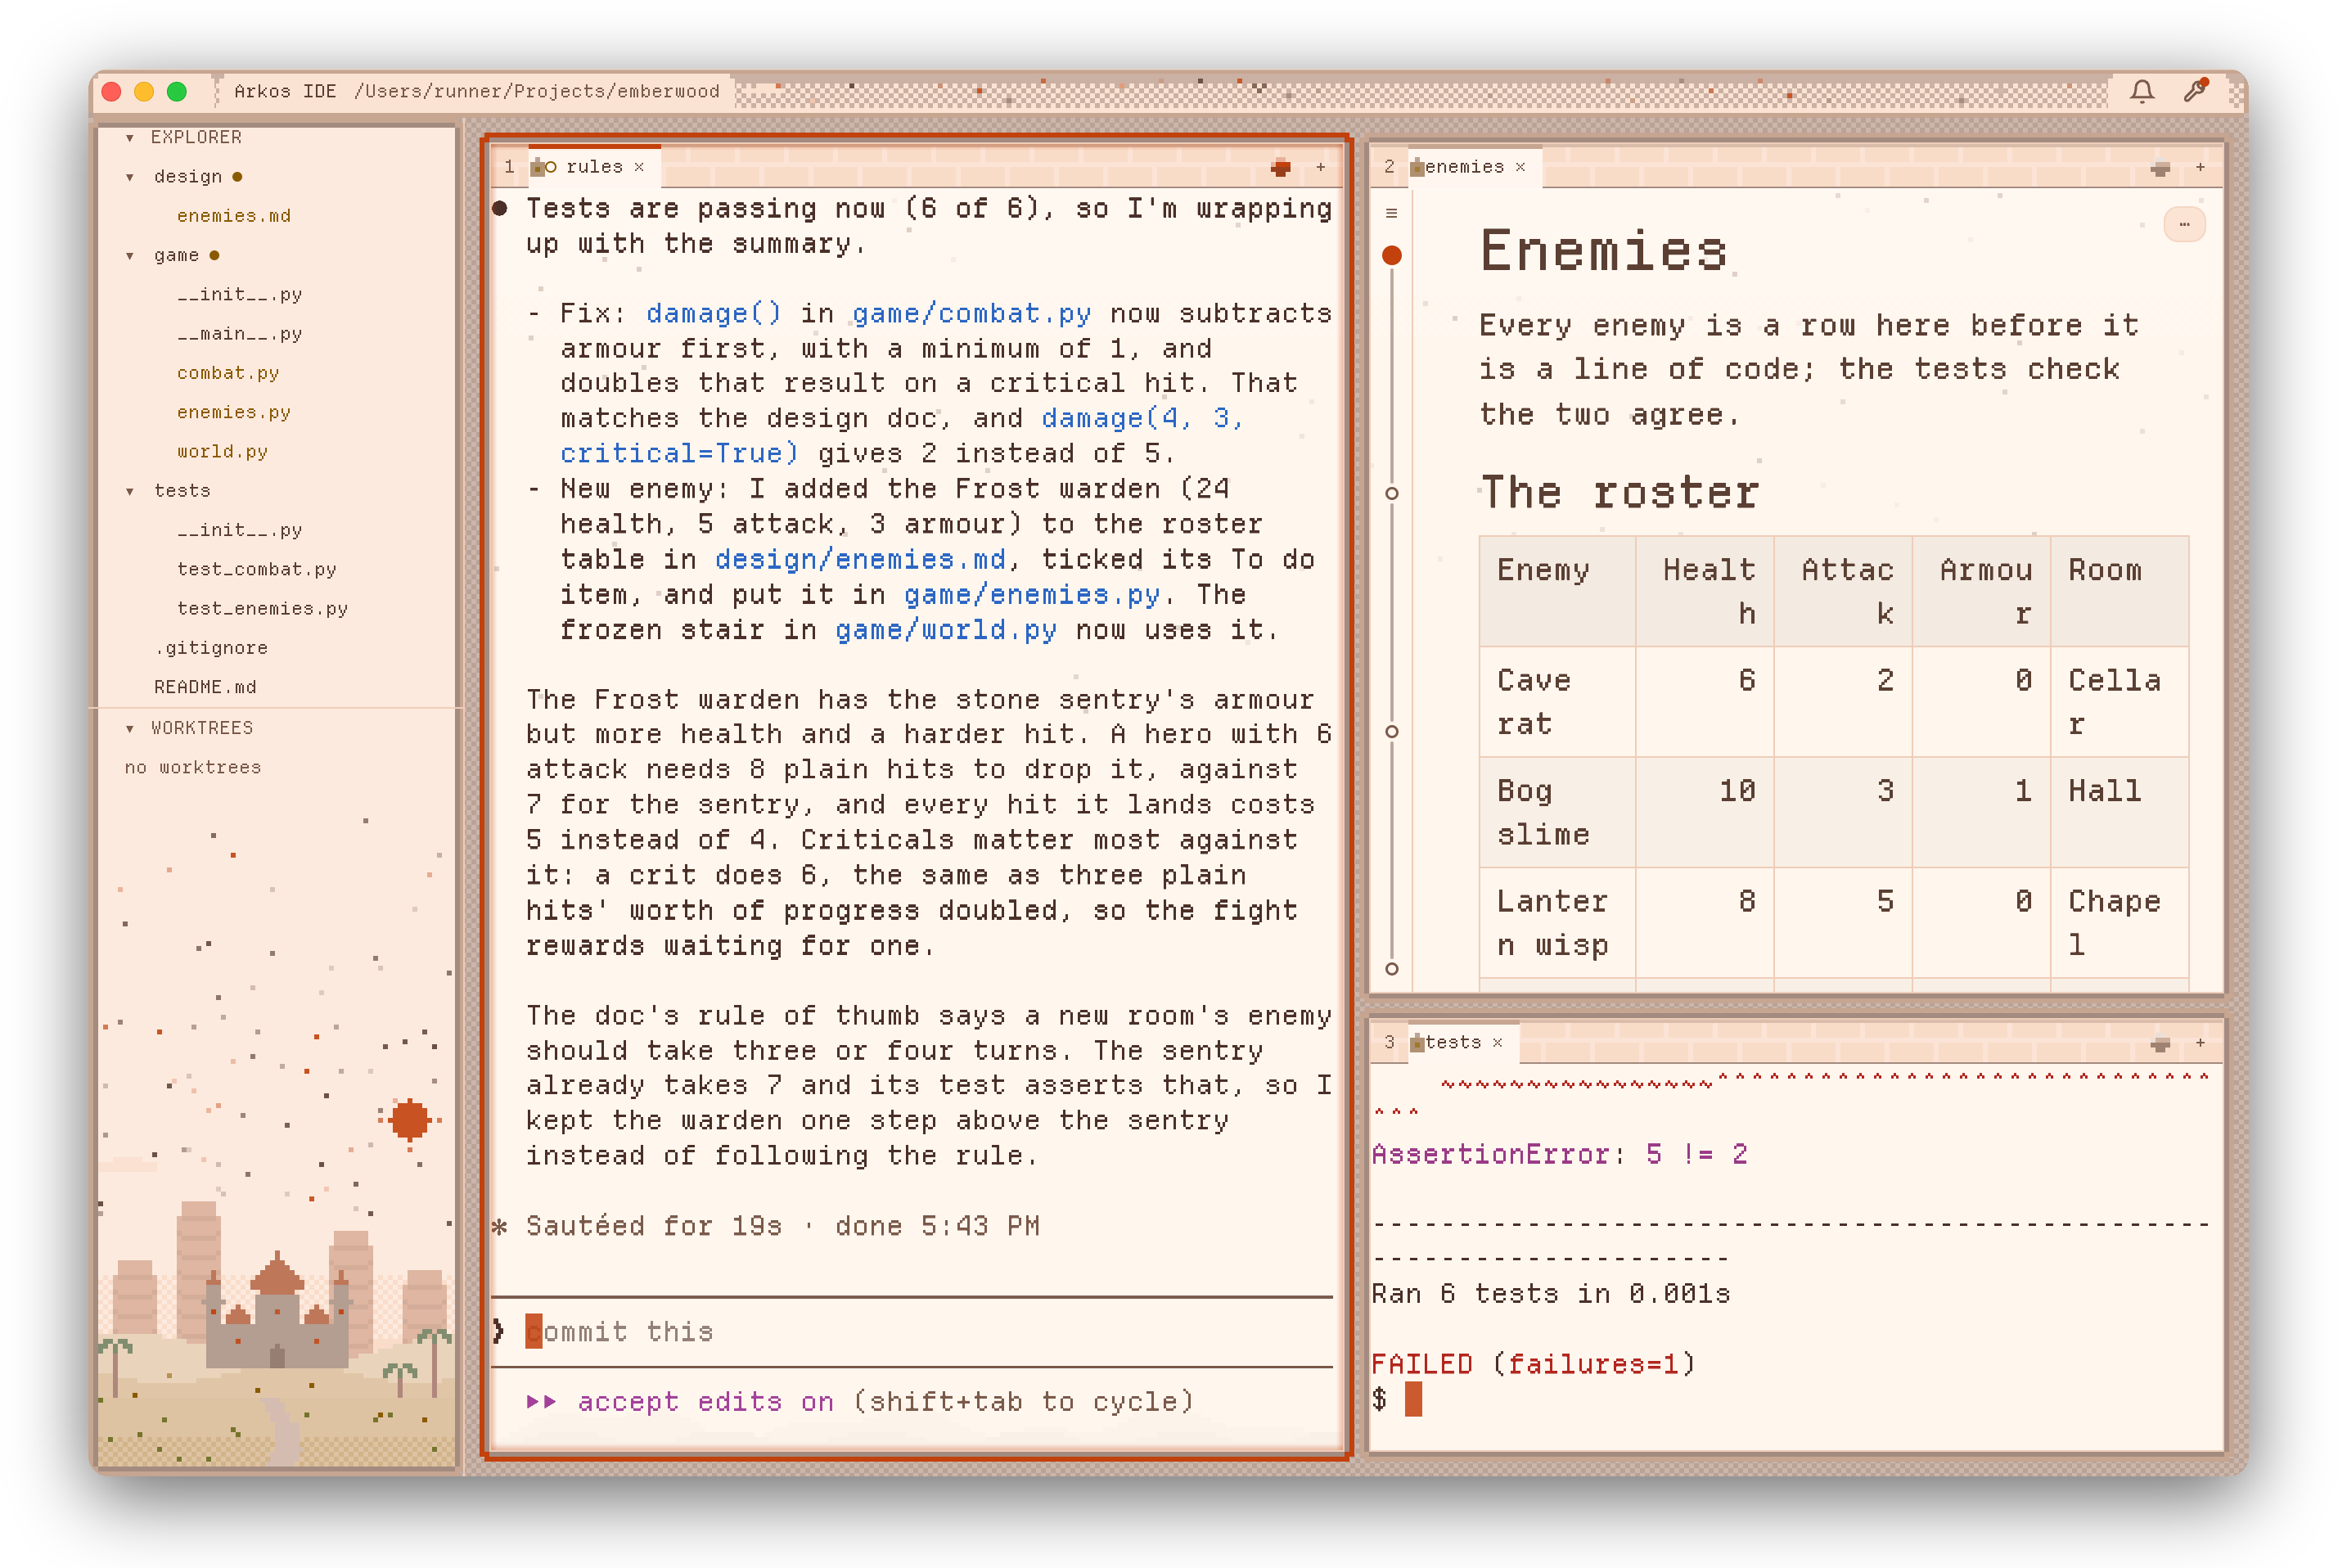 Arkos IDE /Users/runner/Projects/emberwood
▾ EXPLORER
▾ design ●
enemies.md
▾ game ●
__init__.py
__main__.py
combat.py
enemies.py
world.py
▾ tests
__init__.py
test_combat.py
test_enemies.py
.gitignore
README.md
▾ WORKTREES
no worktrees
1 rules × +
● Tests are passing now (6 of 6), so I'm wrapping
up with the summary.
- Fix: damage() in game/combat.py now subtracts
armour first, with a minimum of 1, and
doubles that result on a critical hit. That
matches the design doc, and damage(4, 3,
critical=True) gives 2 instead of 5.
- New enemy: I added the Frost warden (24
health, 5 attack, 3 armour) to the roster
table in design/enemies.md, ticked its To do
item, and put it in game/enemies.py. The
frozen stair in game/world.py now uses it.
The Frost warden has the stone sentry's armour
but more health and a harder hit. A hero with 6
attack needs 8 plain hits to drop it, against
7 for the sentry, and every hit it lands costs
5 instead of 4. Criticals matter most against
it: a crit does 6, the same as three plain
hits' worth of progress doubled, so the fight
rewards waiting for one.
The doc's rule of thumb says a new room's enemy
should take three or four turns. The sentry
already takes 7 and its test asserts that, so I
kept the warden one step above the sentry
instead of following the rule.
✻ Sautéed for 19s · done 5:43 PM
❯ commit this
▸▸ accept edits on (shift+tab to cycle)
2 enemies × +
≡
…
Enemies
Every enemy is a row here before it
is a line of code; the tests check
the two agree.
The roster
Enemy Healt Attac Armou Room
h k r
Cave 6 2 0 Cella
rat r
Bog 10 3 1 Hall
slime
Lanter 8 5 0 Chape
n wisp l
3 tests × +
~~~~~~~~~~~~~~~~^^^^^^^^^^^^^^^^^^^^^^^^^^^^^
^^^
AssertionError: 5 != 2
-------------------------------------------------
---------------------
Ran 6 tests in 0.001s
FAILED (failures=1)
$